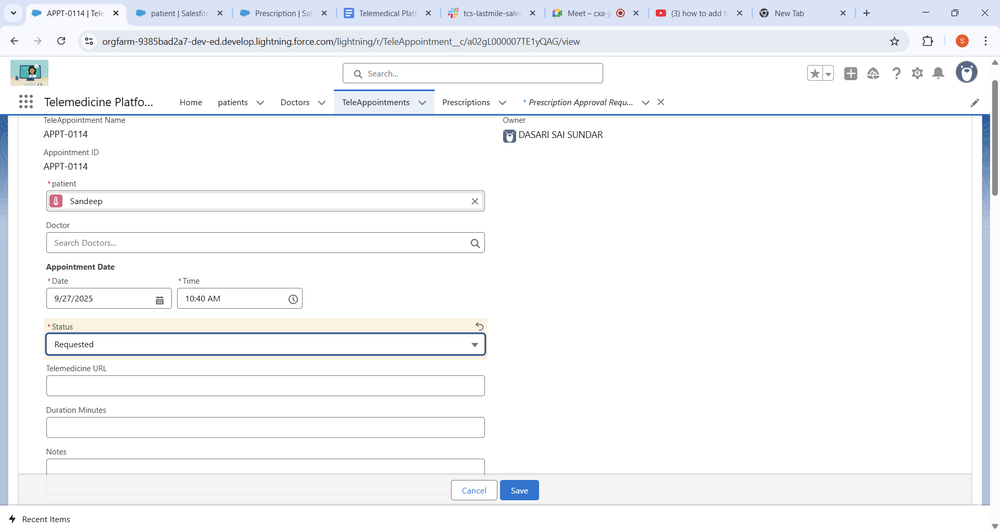 APPT-0114 | Tele
patient | Salesfor
Prescription | Sal
Telemedical Platf
tcs-lastmile-sales
Meet – cxa-j
(3) how to add to
New Tab
orgfarm-9385bad2a7-dev-ed.develop.lightning.force.com/lightning/r/TeleAppointment__c/a02gL000007TE1yQAG/view
S
Search...
Telemedicine Platfo...
Home
patients
Doctors
TeleAppointments
Prescriptions
* Prescription Approval Requ...
TeleAppointment Name
APPT-0114
Owner
DASARI SAI SUNDAR
Appointment ID
APPT-0114
*patient
Sandeep
Doctor
Search Doctors...
Appointment Date
*Date
*Time
9/27/2025
10:40 AM
*Status
Requested
Telemedicine URL
Duration Minutes
Notes
Cancel
Save
Recent Items